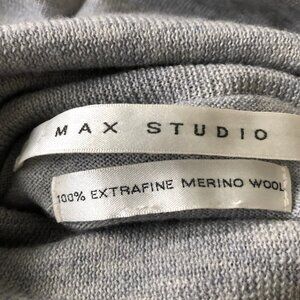 MAX STUDIO
100% EXTRAFINE MERINO WOOL